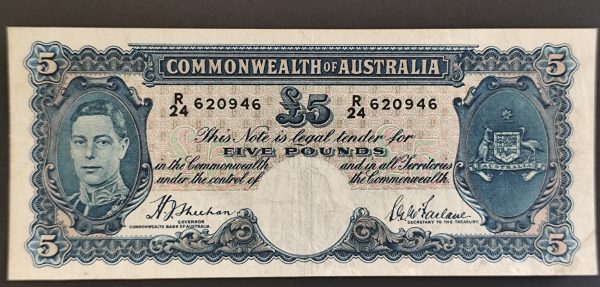 5 COMMONWEALTH OF AUSTRALIA 5
R/24 620946 £5 R/24 620946
This Note is legal tender for
FIVE POUNDS
in the Commonwealth and in all Territories
under the control of the Commonwealth.
H.J. Sheehan
GOVERNOR
COMMONWEALTH BANK OF AUSTRALIA.
SECRETARY TO THE TREASURY.
AUSTRALIA
5 5